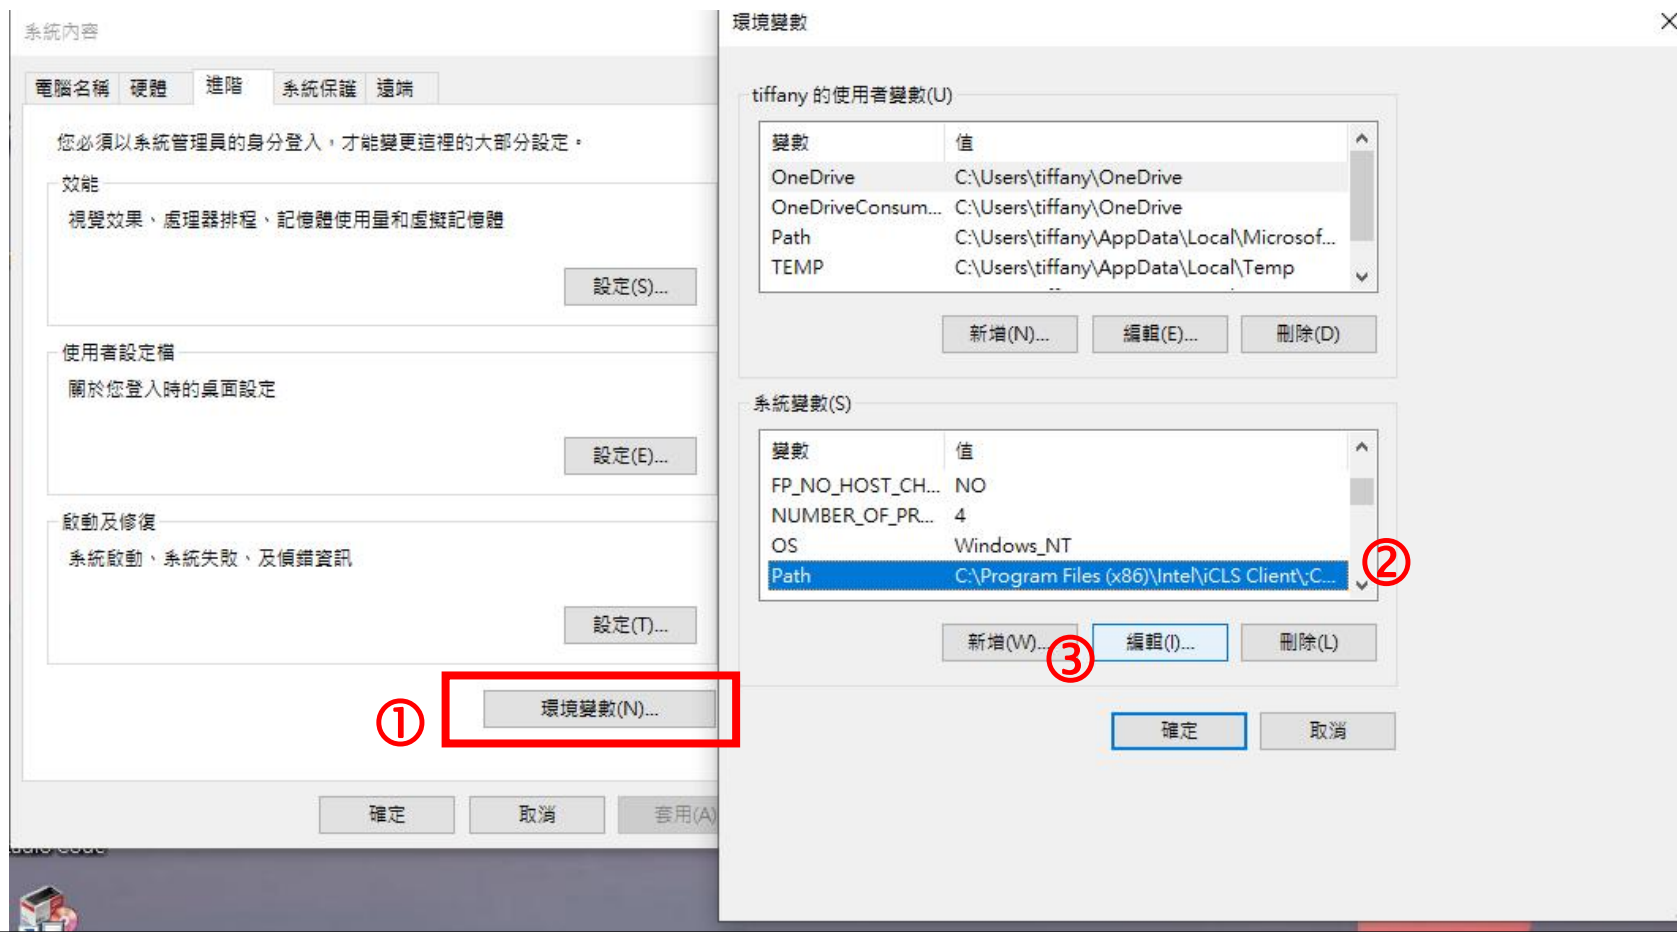 系統內容
電腦名稱 硬體 進階 系統保護 遠端
您必須以系統管理員的身分登入，才能變更這裡的大部分設定。
效能
視覺效果、處理器排程、記憶體使用量和虛擬記憶體
設定(S)...
使用者設定檔
關於您登入時的桌面設定
設定(E)...
啟動及修復
系統啟動、系統失敗、及偵錯資訊
設定(T)...
①
環境變數(N)...
確定 取消 套用(A)
環境變數
tiffany 的使用者變數(U)
變數 值
OneDrive C:\Users\tiffany\OneDrive
OneDriveConsum... C:\Users\tiffany\OneDrive
Path C:\Users\tiffany\AppData\Local\Microsof...
TEMP C:\Users\tiffany\AppData\Local\Temp
新增(N)... 編輯(E)... 刪除(D)
系統變數(S)
變數 值
FP_NO_HOST_CH... NO
NUMBER_OF_PR... 4
OS Windows_NT
Path C:\Program Files (x86)\Intel\iCLS Client\;C...
②
新增(W)... ③ 編輯(I)... 刪除(L)
確定 取消